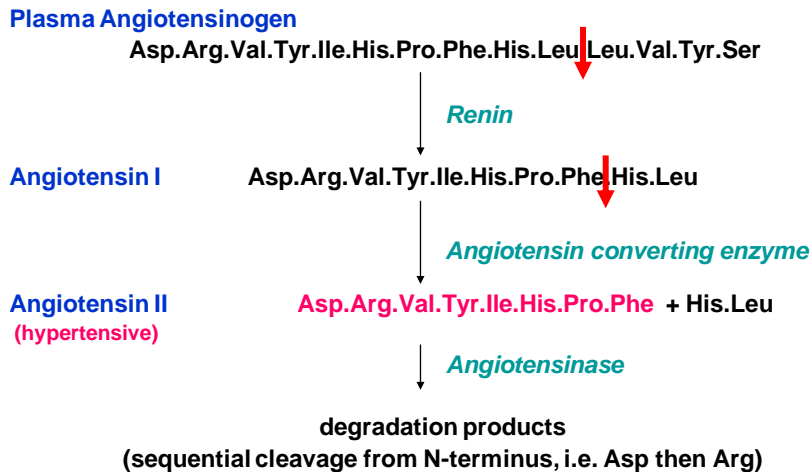 Plasma Angiotensinogen
Asp.Arg.Val.Tyr.Ile.His.Pro.Phe.His.Leu Leu.Val.Tyr.Ser
Renin
Angiotensin I Asp.Arg.Val.Tyr.Ile.His.Pro.Phe.His.Leu
Angiotensin converting enzyme
Angiotensin II Asp.Arg.Val.Tyr.Ile.His.Pro.Phe + His.Leu
(hypertensive)
Angiotensinase
degradation products
(sequential cleavage from N-terminus, i.e. Asp then Arg)